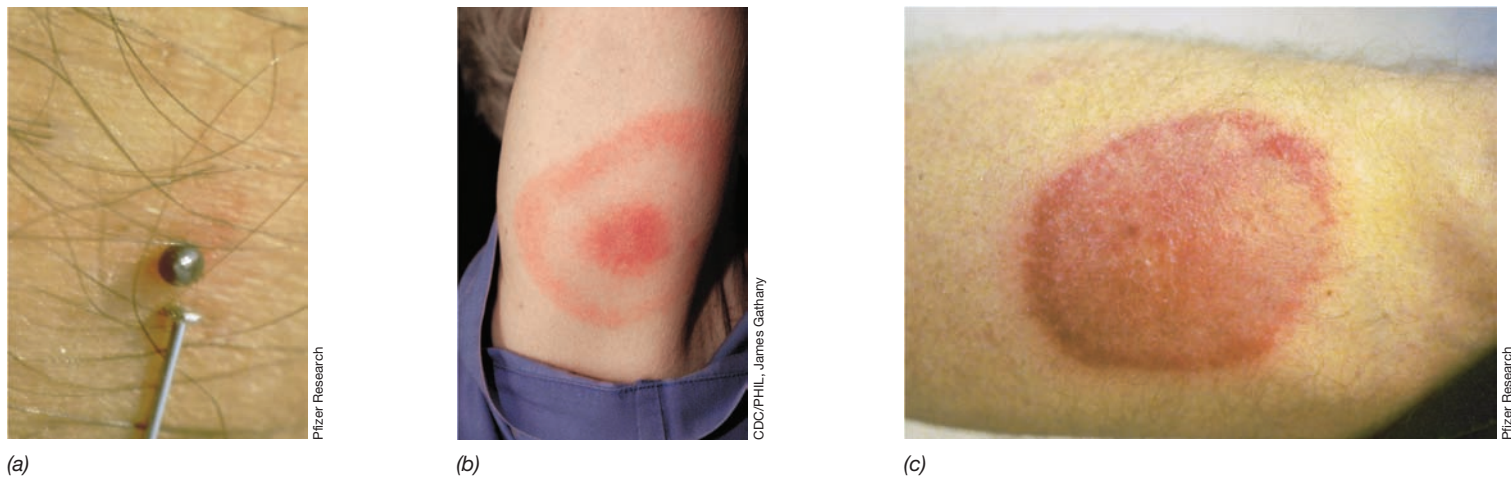 Pfizer Research
CDC/PHIL, James Gathany
Pfizer Research
(a)
(b)
(c)